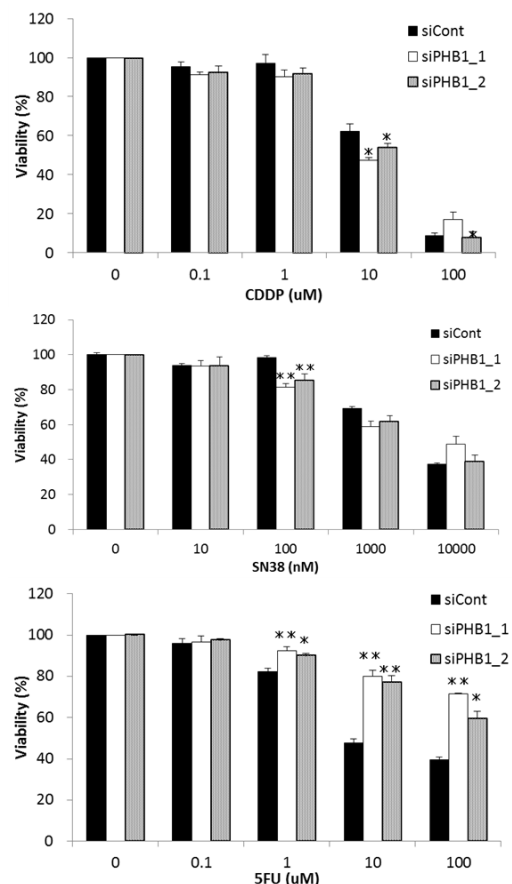 120
100
80
60
40
20
0
Viability (%)
siCont
siPHB1_1
siPHB1_2
*
*
*
0 0.1 1 10 100
CDDP (uM)
120
100
80
60
40
20
0
Viability (%)
siCont
siPHB1_1
siPHB1_2
** **
0 10 100 1000 10000
SN38 (nM)
120
100
80
60
40
20
0
Viability (%)
siCont
siPHB1_1
siPHB1_2
** *
** **
** *
0 0.1 1 10 100
5FU (uM)